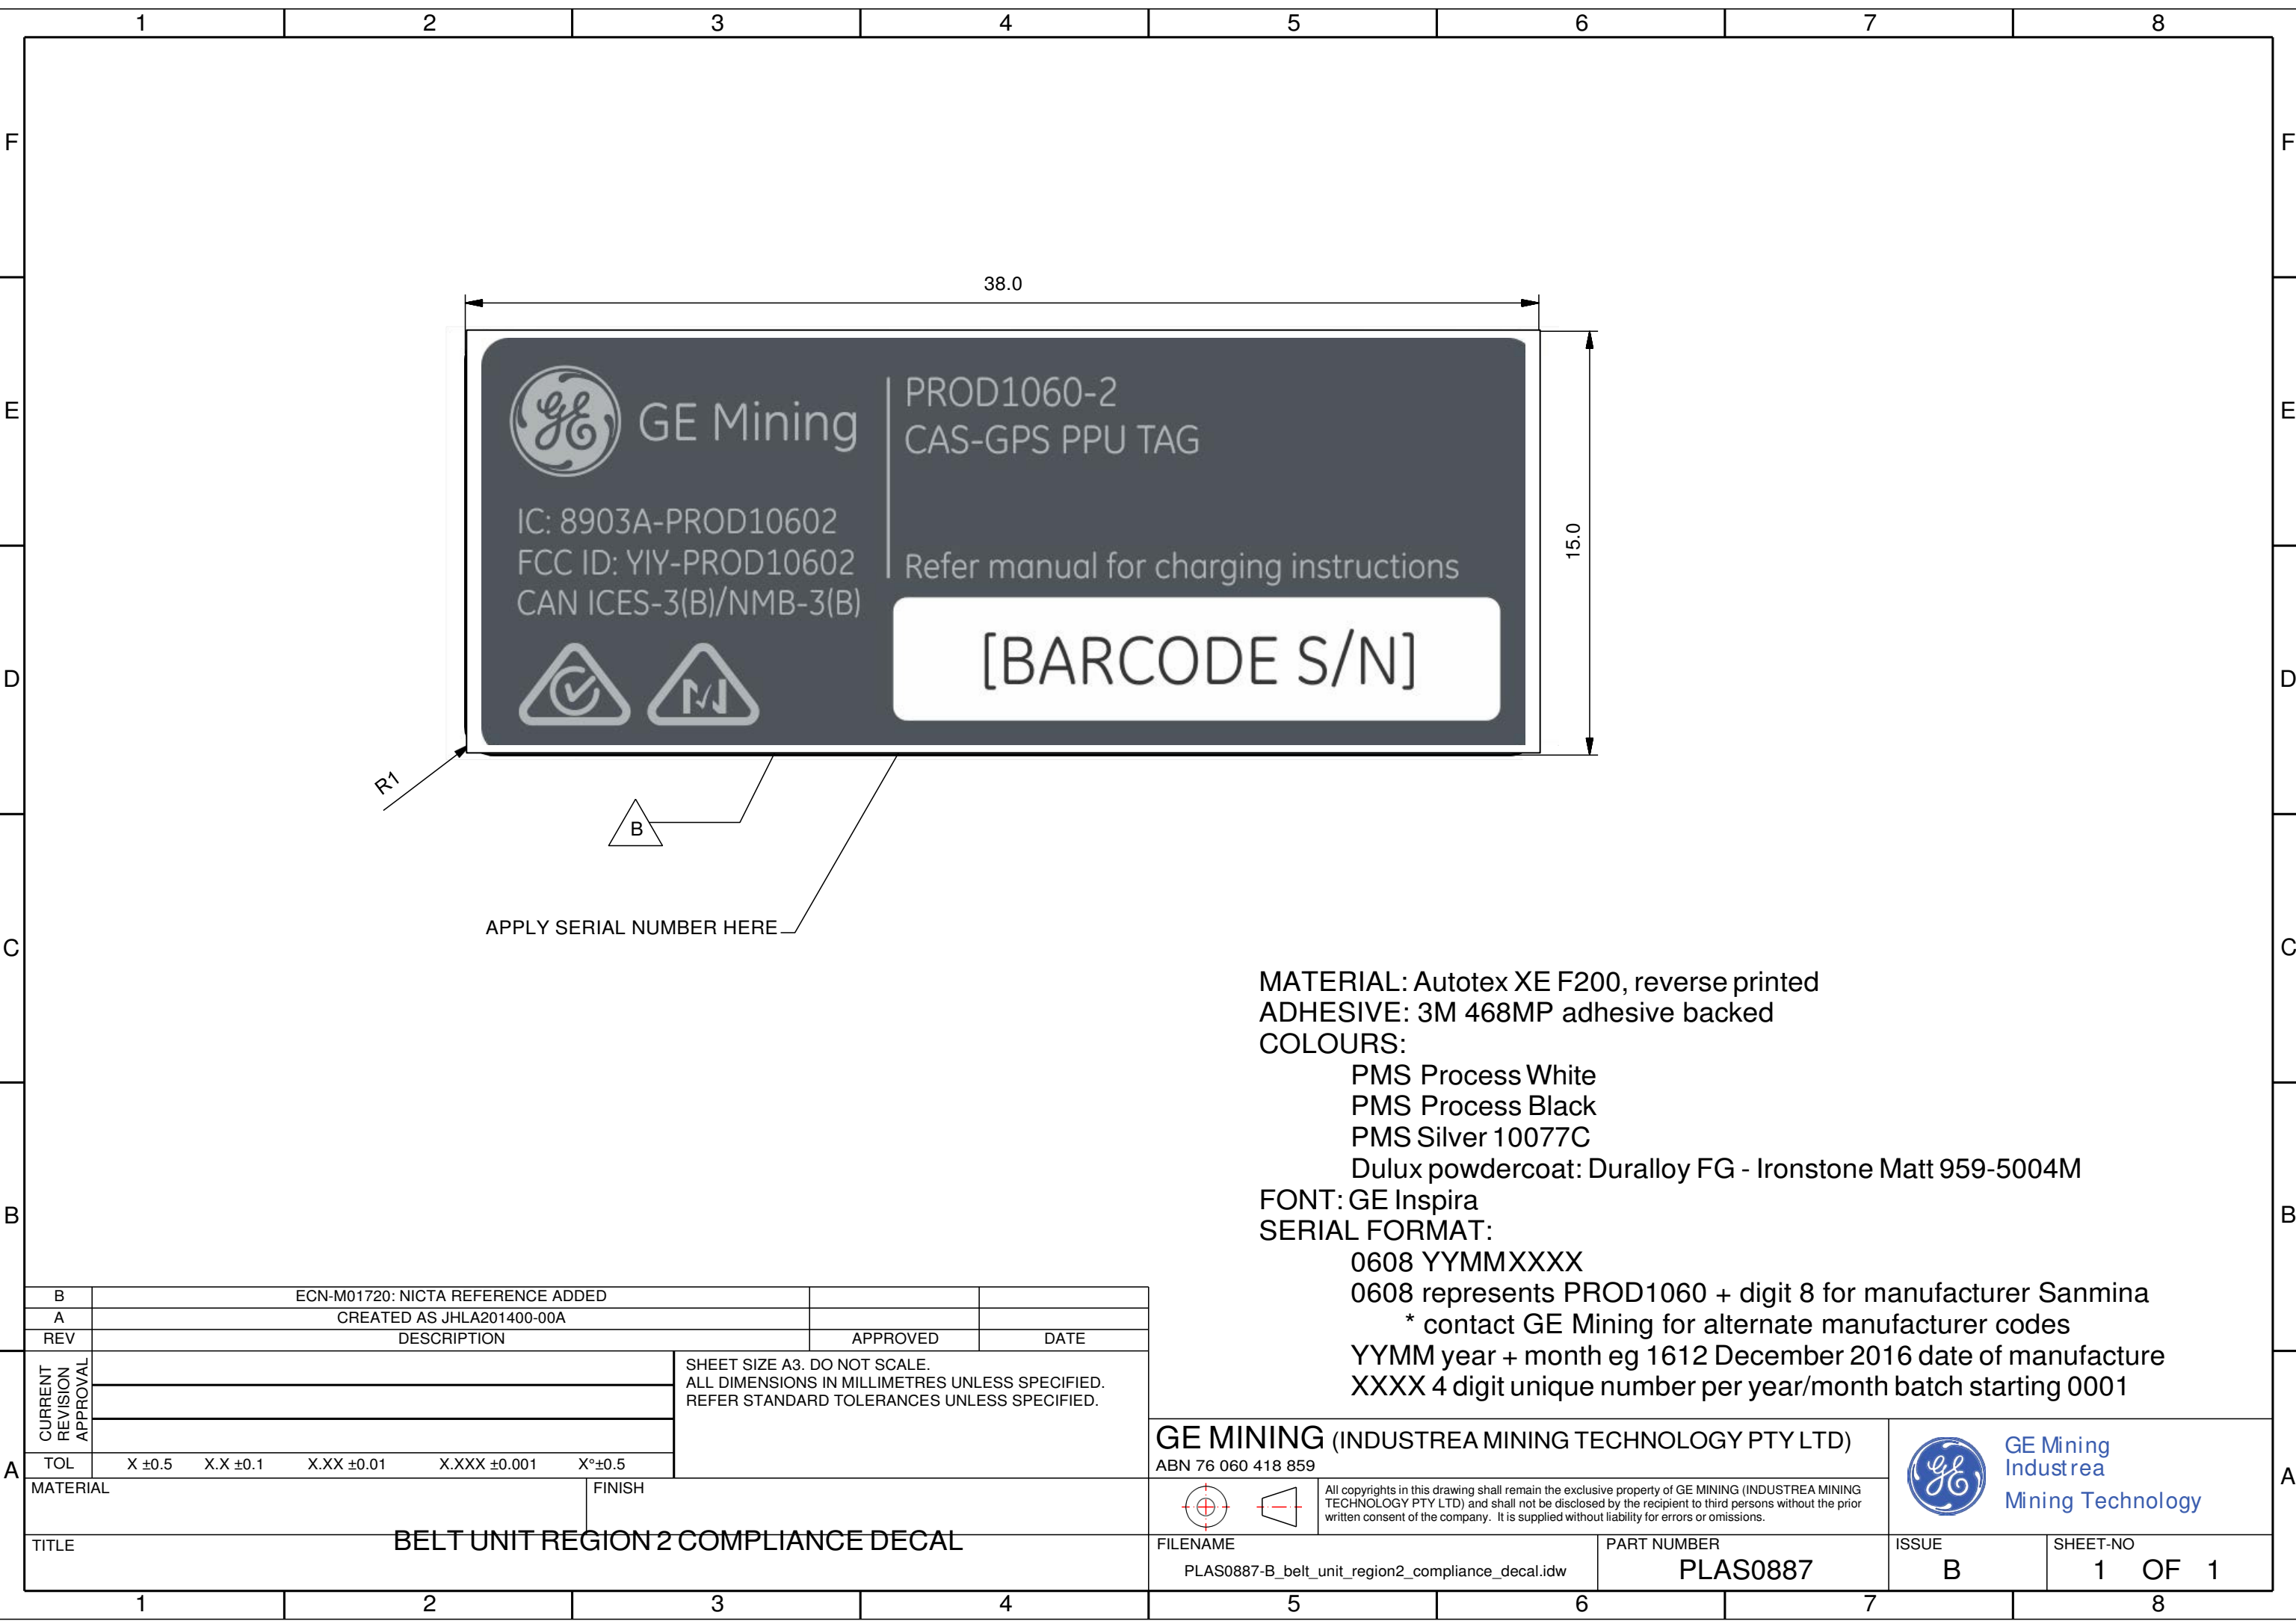 1 2 3 4 5 6 7 8
F F
38.0
GE Mining
PROD1060-2
CAS-GPS PPU TAG
E E
IC: 8903A-PROD10602
FCC ID: YIY-PROD10602
CAN ICES-3(B)/NMB-3(B)
Refer manual for charging instructions
15.0
[BARCODE S/N]
D D
R1
B
APPLY SERIAL NUMBER HERE
C C
MATERIAL: Autotex XE F200, reverse printed
ADHESIVE: 3M 468MP adhesive backed
COLOURS:
PMS Process White
PMS Process Black
PMS Silver 10077C
Dulux powdercoat: Duralloy FG - Ironstone Matt 959-5004M
FONT: GE Inspira
SERIAL FORMAT:
0608 YYMMXXXX
0608 represents PROD1060 + digit 8 for manufacturer Sanmina
* contact GE Mining for alternate manufacturer codes
YYMM year + month eg 1612 December 2016 date of manufacture
XXXX 4 digit unique number per year/month batch starting 0001
B B
B ECN-M01720: NICTA REFERENCE ADDED
A CREATED AS JHLA201400-00A
REV DESCRIPTION APPROVED DATE
CURRENT
REVISION
APPROVAL
SHEET SIZE A3. DO NOT SCALE.
ALL DIMENSIONS IN MILLIMETRES UNLESS SPECIFIED.
REFER STANDARD TOLERANCES UNLESS SPECIFIED.
TOL X ±0.5 X.X ±0.1 X.XX ±0.01 X.XXX ±0.001 X°±0.5
A A
MATERIAL FINISH
TITLE BELT UNIT REGION 2 COMPLIANCE DECAL
GE MINING (INDUSTREA MINING TECHNOLOGY PTY LTD)
ABN 76 060 418 859
All copyrights in this drawing shall remain the exclusive property of GE MINING (INDUSTREA MINING
TECHNOLOGY PTY LTD) and shall not be disclosed by the recipient to third persons without the prior
written consent of the company. It is supplied without liability for errors or omissions.
GE Mining
Industrea
Mining Technology
FILENAME PART NUMBER ISSUE SHEET-NO
PLAS0887-B_belt_unit_region2_compliance_decal.idw PLAS0887 B 1 OF 1
1 2 3 4 5 6 7 8